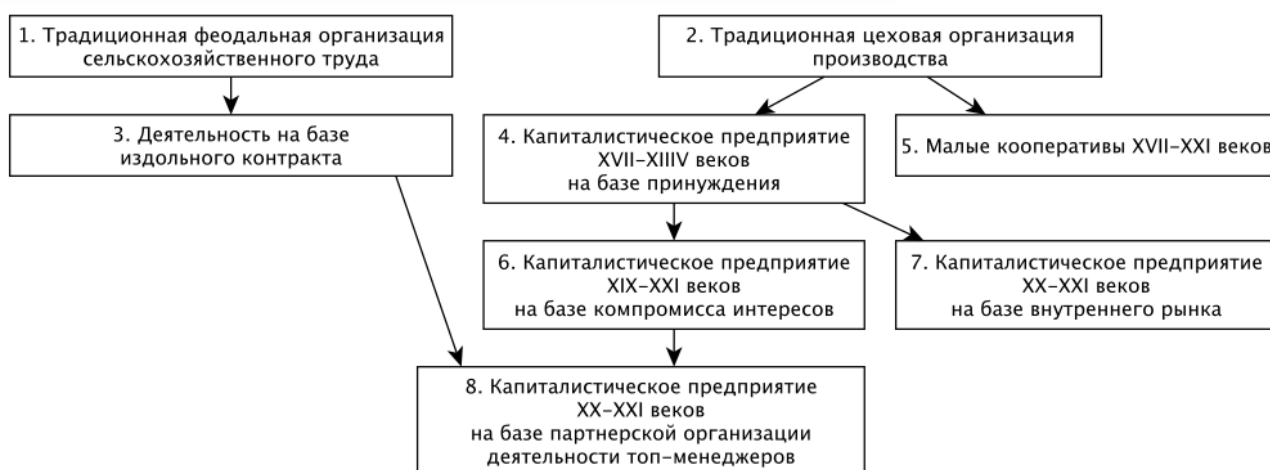 1. Традиционная феодальная организация
сельскохозяйственного труда
2. Традиционная цеховая организация
производства
3. Деятельность на базе
издольного контракта
4. Капиталистическое предприятие
XVII–XIIIV веков
на базе принуждения
5. Малые кооперативы XVII–XXI веков
6. Капиталистическое предприятие
XIX–XXI веков
на базе компромисса интересов
7. Капиталистическое предприятие
XX–XXI веков
на базе внутреннего рынка
8. Капиталистическое предприятие
XX–XXI веков
на базе партнерской организации
деятельности топ–менеджеров